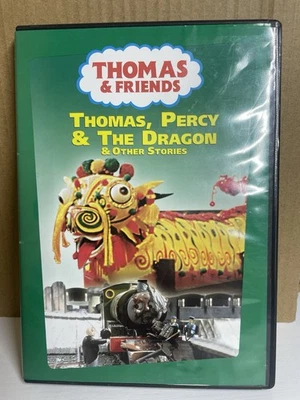 THOMAS
& FRIENDS
THOMAS, PERCY
& THE DRAGON
& OTHER STORIES